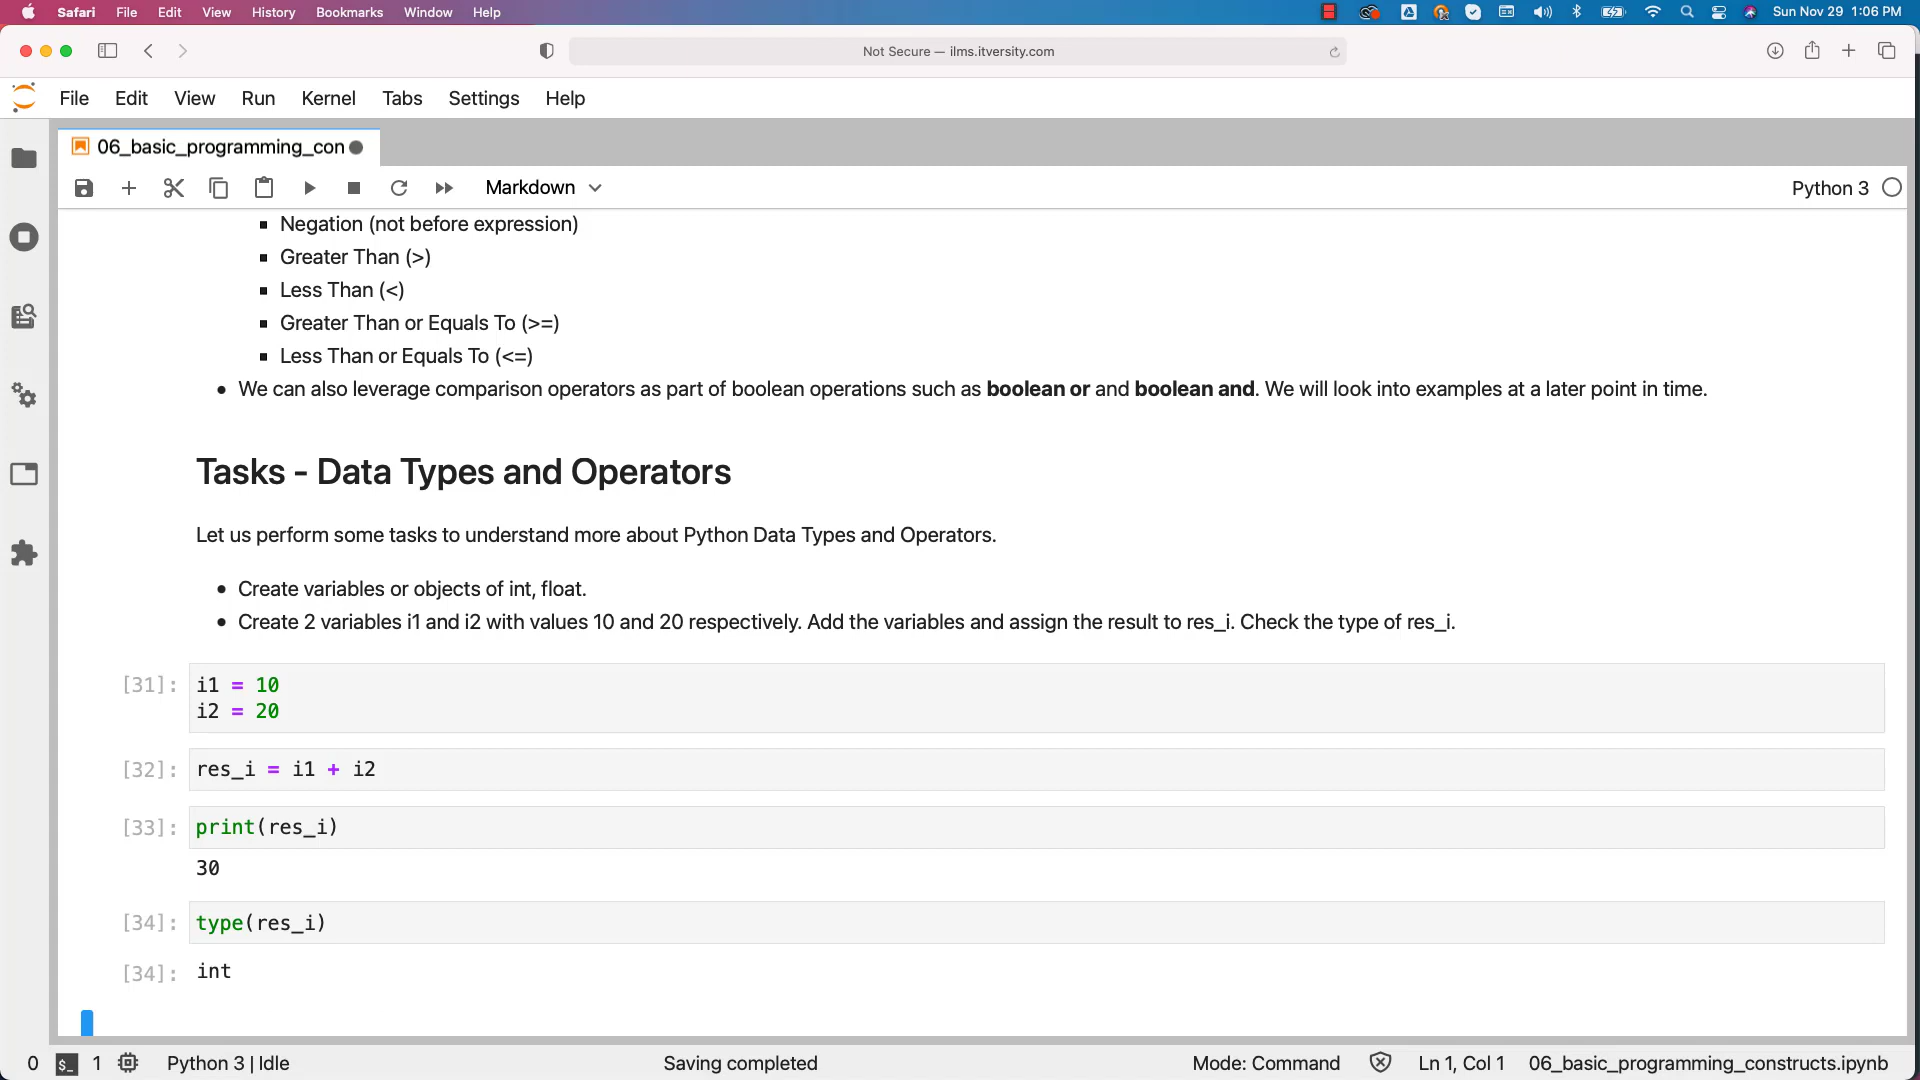 Safari File Edit View History Bookmarks Window Help Sun Nov 29 1:06 PM
Not Secure — ilms.itversity.com
File Edit View Run Kernel Tabs Settings Help
06_basic_programming_con
Markdown Python 3
Negation (not before expression)
Greater Than (>)
Less Than (<)
Greater Than or Equals To (>=)
Less Than or Equals To (<=)
We can also leverage comparison operators as part of boolean operations such as boolean or and boolean and. We will look into examples at a later point in time.
Tasks - Data Types and Operators
Let us perform some tasks to understand more about Python Data Types and Operators.
Create variables or objects of int, float.
Create 2 variables i1 and i2 with values 10 and 20 respectively. Add the variables and assign the result to res_i. Check the type of res_i.
[31]: i1 = 10
i2 = 20
[32]: res_i = i1 + i2
[33]: print(res_i)
30
[34]: type(res_i)
[34]: int
0 $_ 1 Python 3 | Idle Saving completed Mode: Command Ln 1, Col 1 06_basic_programming_constructs.ipynb